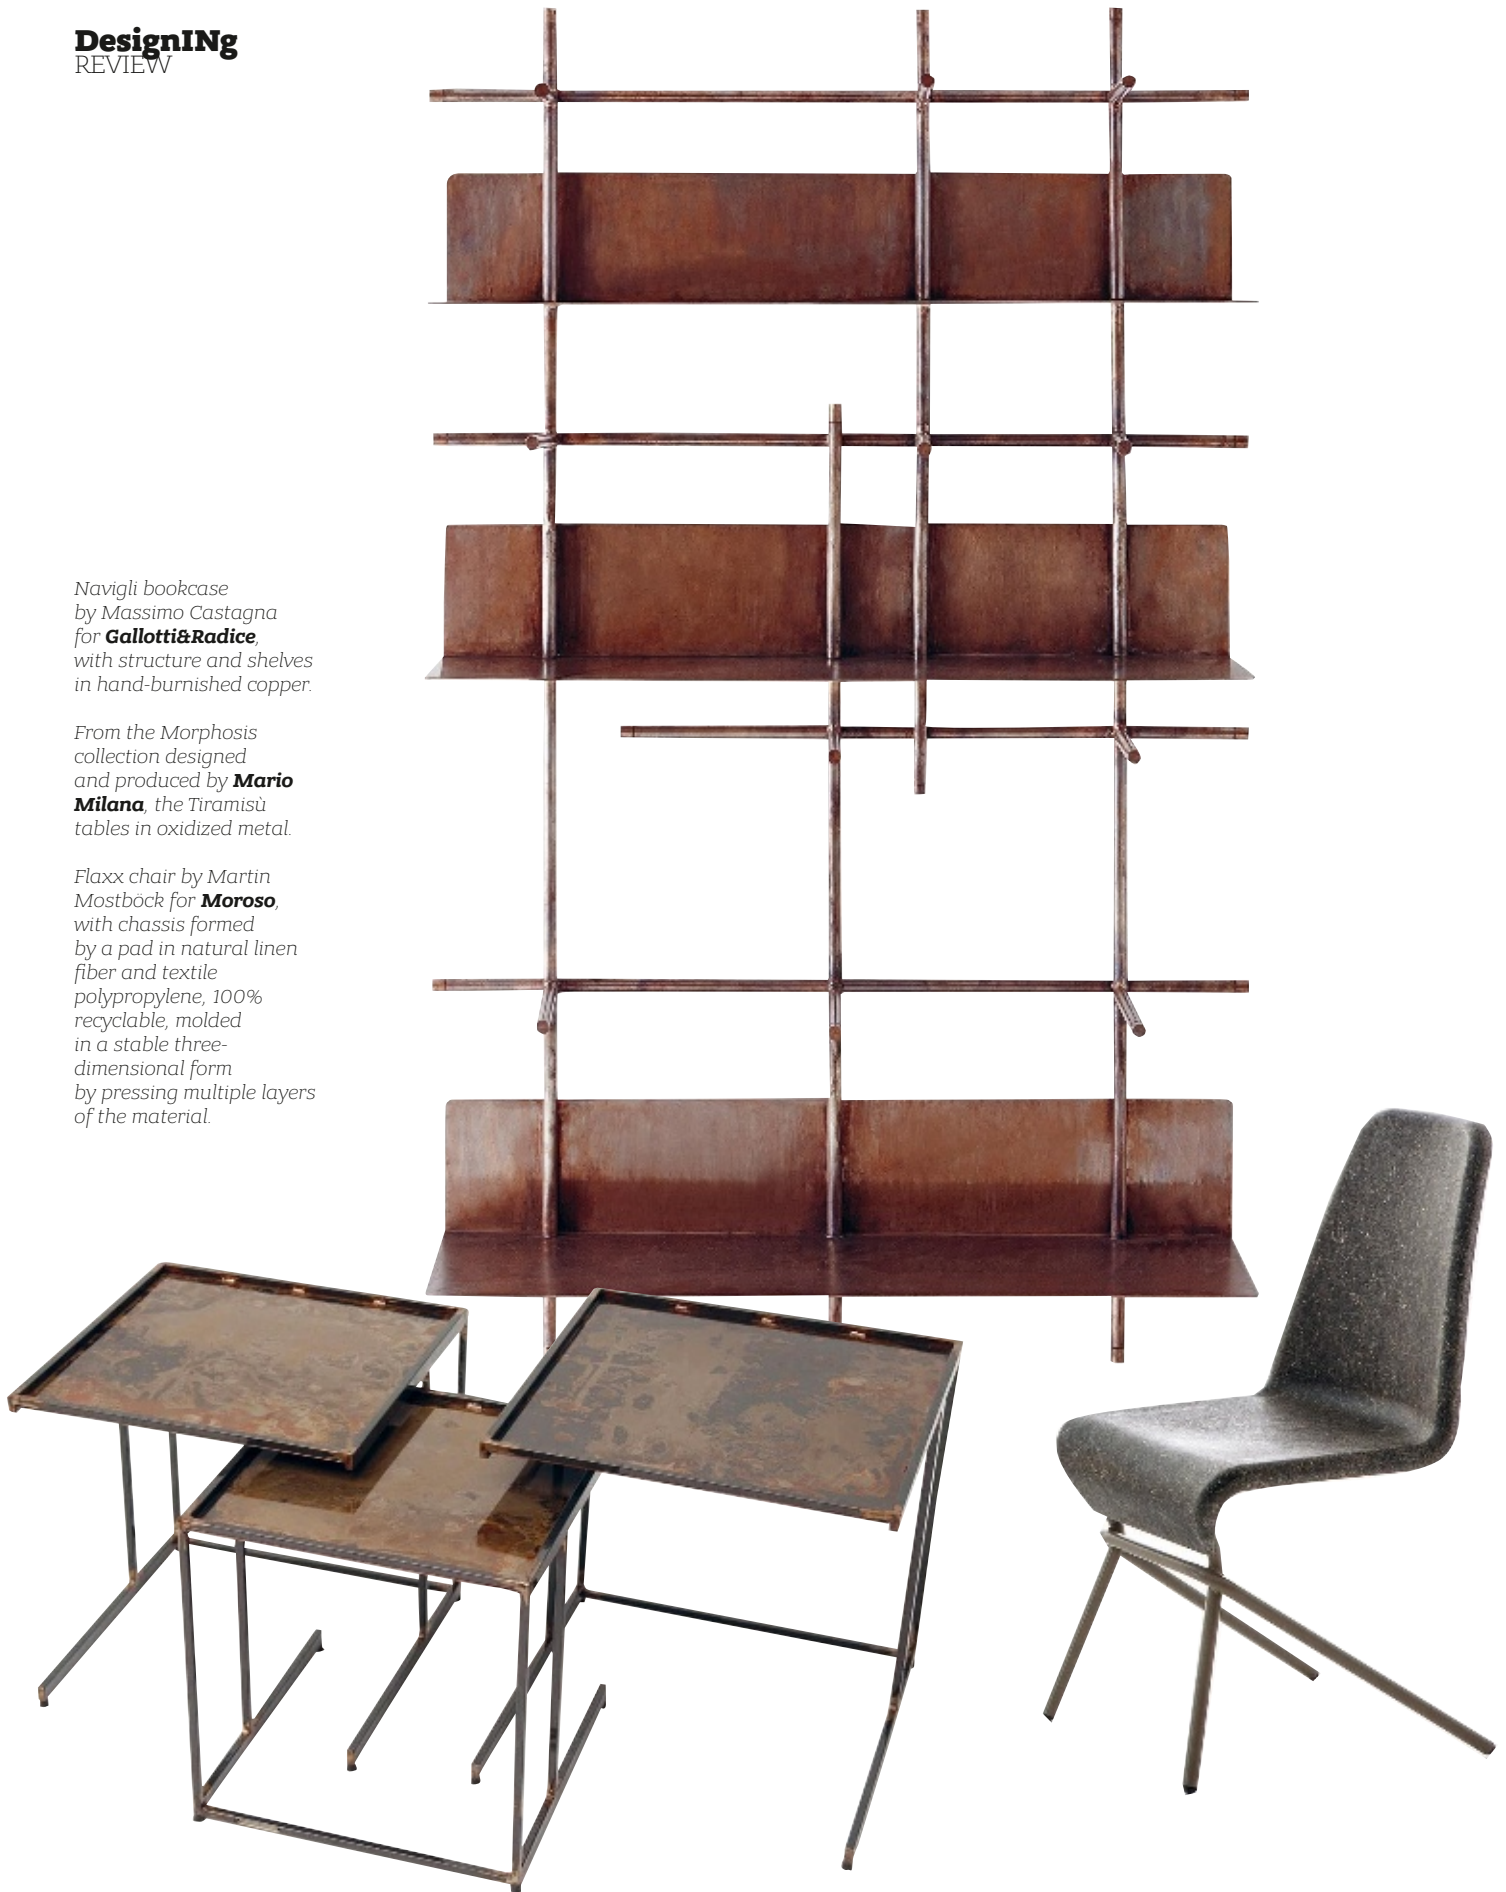 DesignINg
REVIEW
Navigli bookcase
by Massimo Castagna
for Gallotti&Radice,
with structure and shelves
in hand-burnished copper.
From the Morphosis
collection designed
and produced by Mario
Milana, the Tiramisù
tables in oxidized metal.
Flaxx chair by Martin
Mostböck for Moroso,
with chassis formed
by a pad in natural linen
fiber and textile
polypropylene, 100%
recyclable, molded
in a stable three-
dimensional form
by pressing multiple layers
of the material.